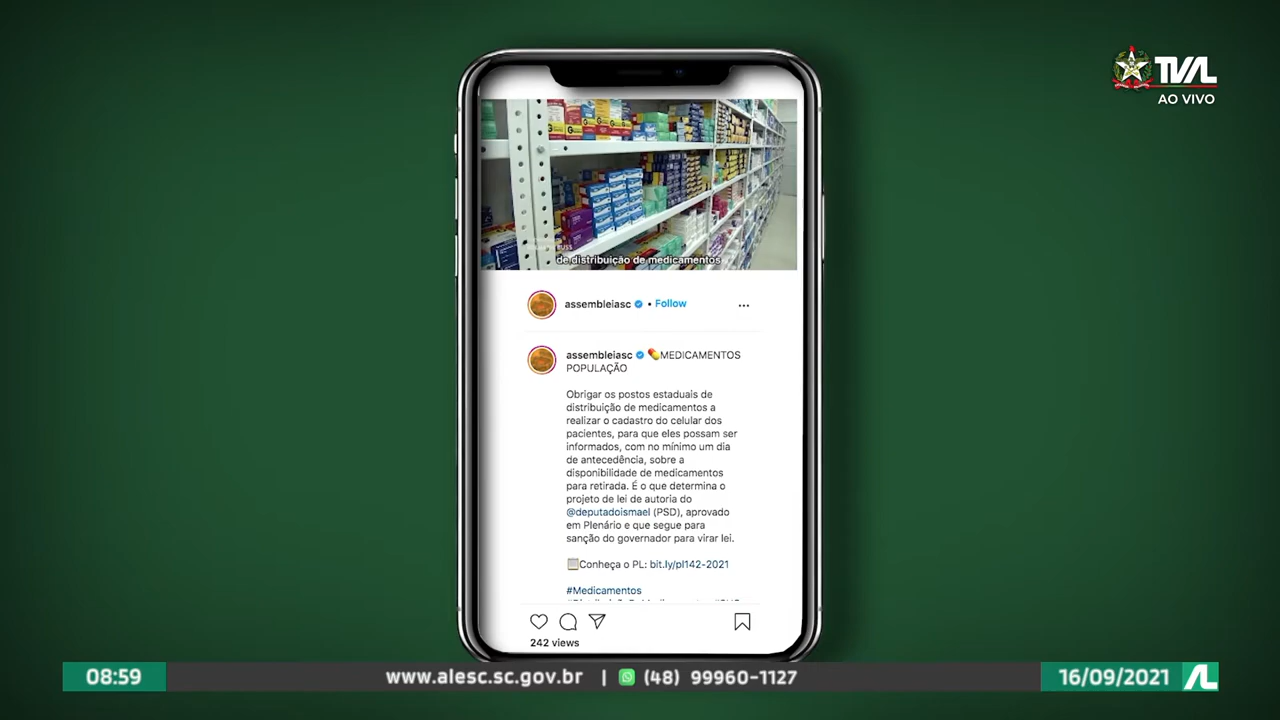 TVAL
AO VIVO
de distribuição de medicamentos
assembleiasc • Follow
assembleiasc 💊MEDICAMENTOS
POPULAÇÃO
Obrigar os postos estaduais de
distribuição de medicamentos a
realizar o cadastro do celular dos
pacientes, para que eles possam ser
informados, com no mínimo um dia
de antecedência, sobre a
disponibilidade de medicamentos
para retirada. É o que determina o
projeto de lei de autoria do
@deputadoismael (PSD), aprovado
em Plenário e que segue para
sanção do governador para virar lei.
Conheça o PL: bit.ly/pl142-2021
#Medicamentos
242 views
08:59
www.alesc.sc.gov.br | (48) 99960-1127
16/09/2021
AL